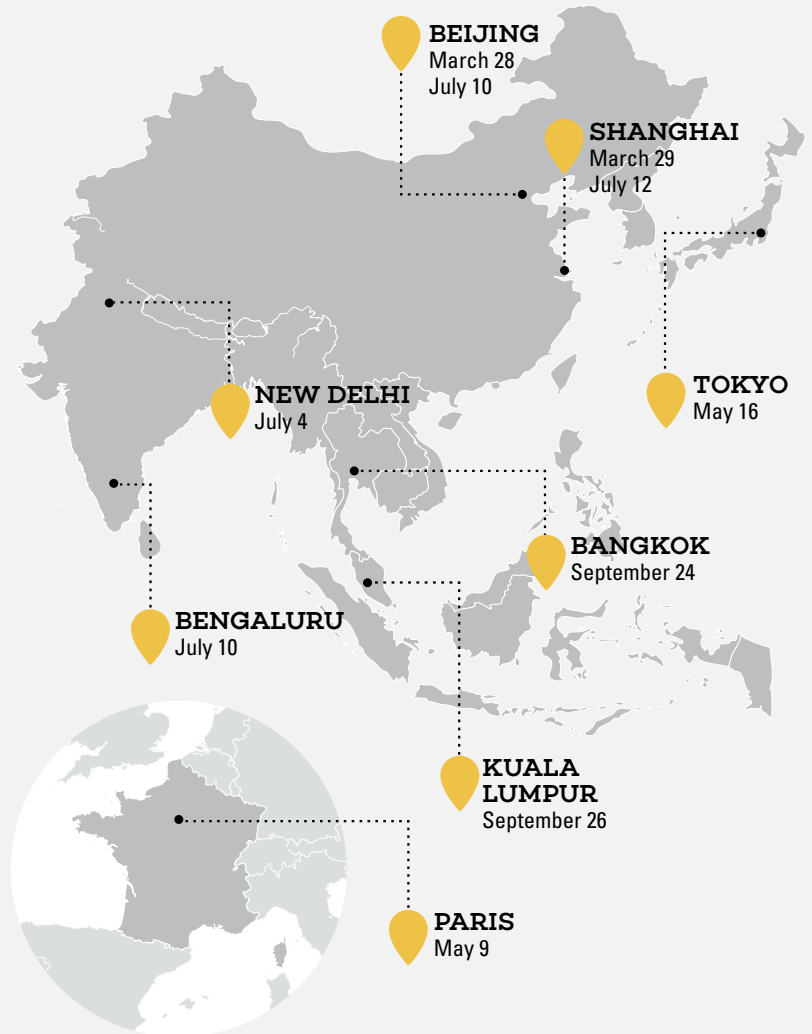 BEIJING
March 28
July 10
SHANGHAI
March 29
July 12
TOKYO
May 16
NEW DELHI
July 4
BANGKOK
September 24
BENGALURU
July 10
KUALA
LUMPUR
September 26
PARIS
May 9